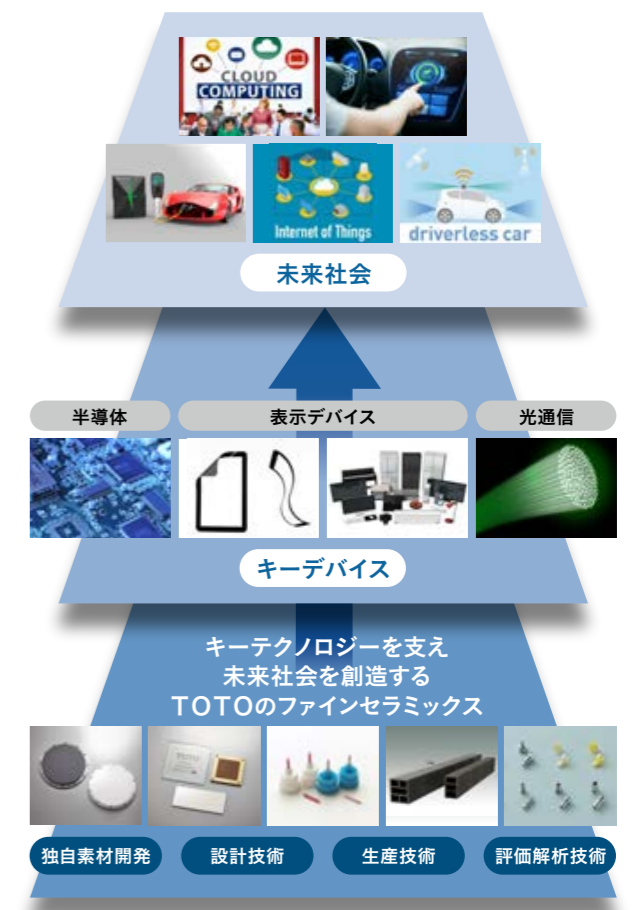 CLOUD
COMPUTING
Internet of Things
driverless car
未来社会
半導体
表示デバイス
光通信
キーデバイス
キーテクノロジーを支え
未来社会を創造する
TOTOのファインセラミックス
独自素材開発
設計技術
生産技術
評価解析技術